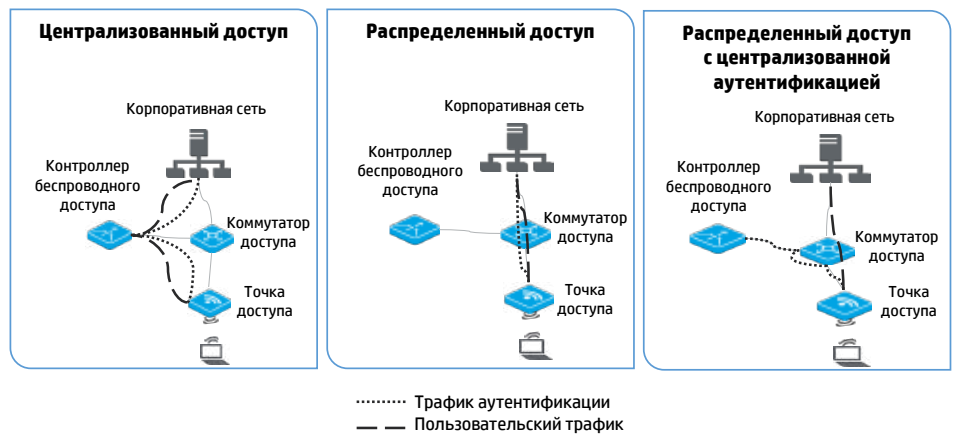 Централизованный доступ
Корпоративная сеть
Контроллер
беспроводного
доступа
Коммутатор
доступа
Точка
доступа
Распределенный доступ
Корпоративная сеть
Контроллер
беспроводного
доступа
Коммутатор
доступа
Точка
доступа
Распределенный доступ
с централизованной
аутентификацией
Корпоративная сеть
Контроллер
беспроводного
доступа
Коммутатор
доступа
Точка
доступа
Трафик аутентификации
Пользовательский трафик